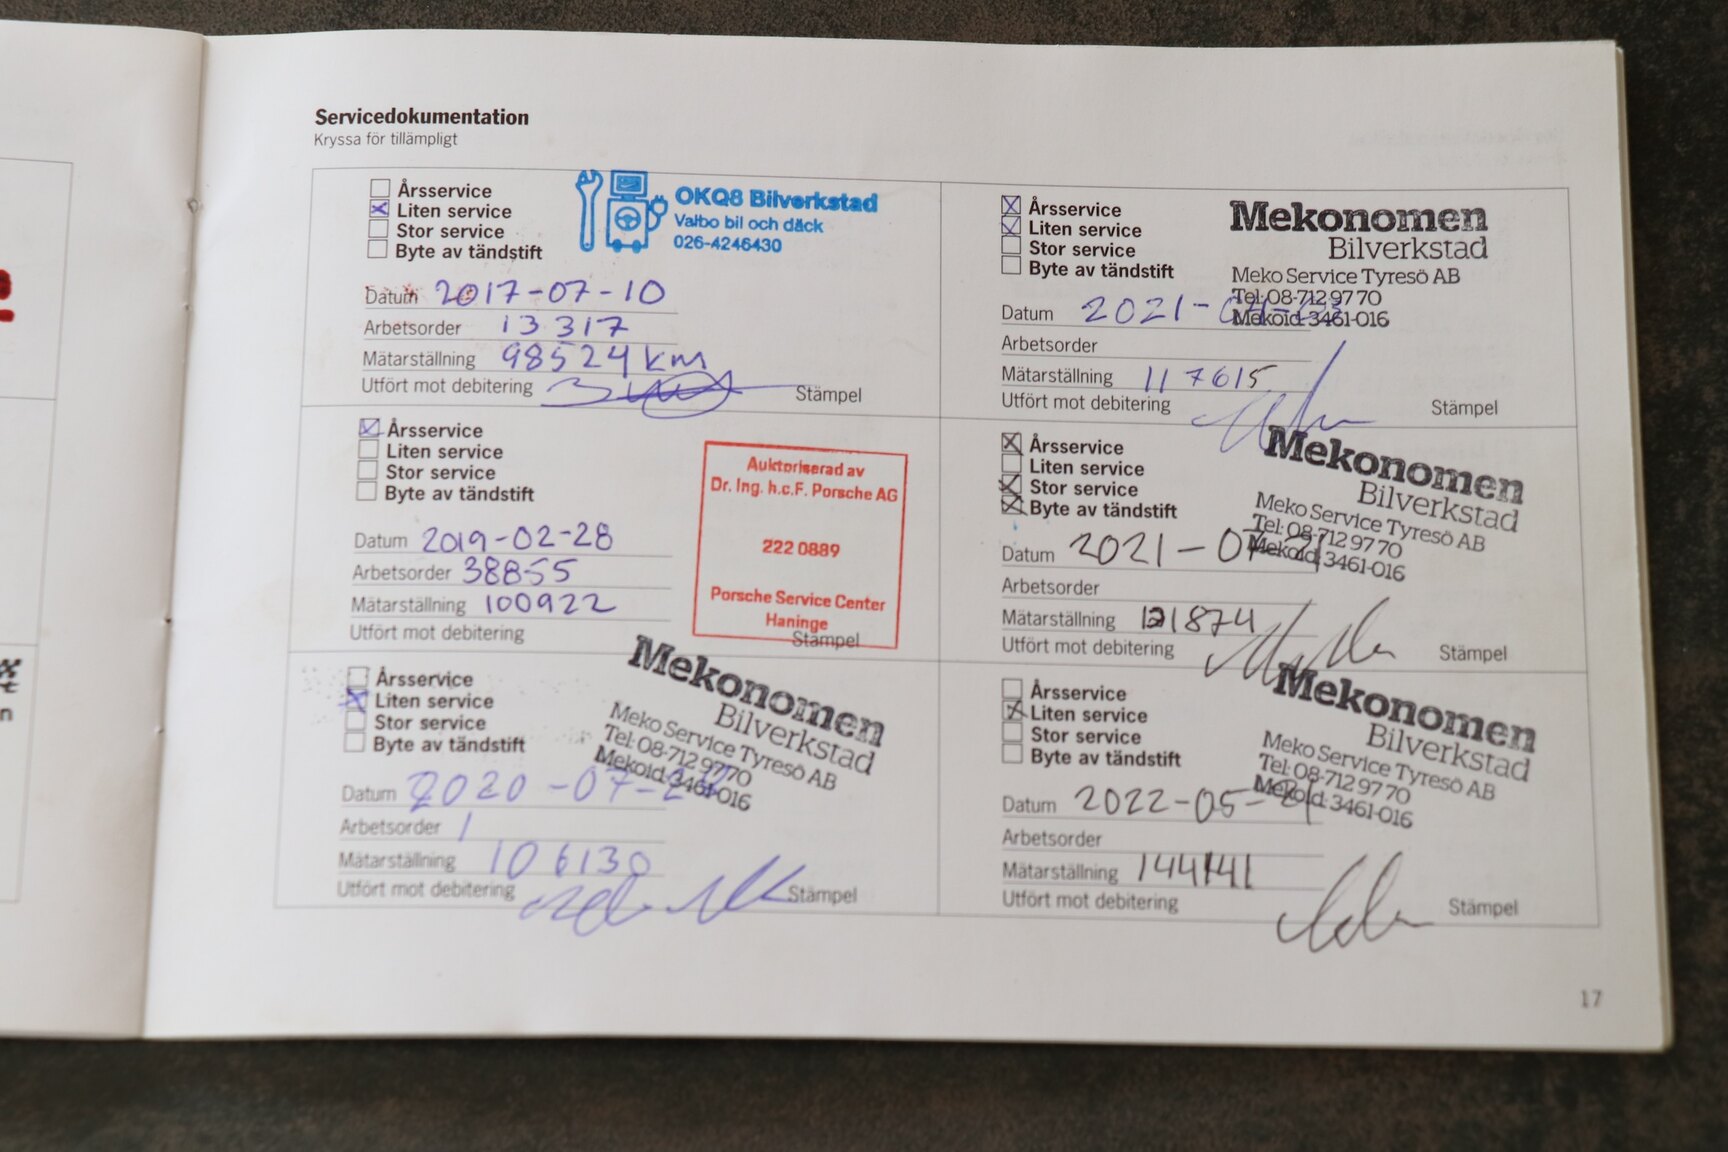 Servicedokumentation
Kryssa för tillämpligt
Årsservice
Liten service
Stor service
Byte av tändstift
OKQ8 Bilverkstad
Valbo bil och däck
026-4246430
Datum 2017-07-10
Arbetsorder 13317
Mätarställning 98524 km
Utfört mot debitering
Stämpel
Årsservice
Liten service
Stor service
Byte av tändstift
Auktoriserad av
Dr. Ing. h.c.F. Porsche AG
222 0889
Porsche Service Center
Haninge
Datum 2019-02-28
Arbetsorder 38855
Mätarställning 100922
Utfört mot debitering
Stämpel
Årsservice
Liten service
Stor service
Byte av tändstift
Mekonomen
Bilverkstad
Meko Service Tyresö AB
Tel: 08-712 97 70
Mekoid: 3461-016
Datum 2020-07-
Arbetsorder /
Mätarställning 106130
Utfört mot debitering
Stämpel
Årsservice
Liten service
Stor service
Byte av tändstift
Mekonomen
Bilverkstad
Meko Service Tyresö AB
Tel: 08-712 97 70
Mekoid: 3461-016
Datum 2021-
Arbetsorder
Mätarställning 117615
Utfört mot debitering
Stämpel
Årsservice
Liten service
Stor service
Byte av tändstift
Mekonomen
Bilverkstad
Meko Service Tyresö AB
Tel: 08-712 97 70
Mekoid: 3461-016
Datum 2021-
Arbetsorder
Mätarställning 121874
Utfört mot debitering
Stämpel
Årsservice
Liten service
Stor service
Byte av tändstift
Mekonomen
Bilverkstad
Meko Service Tyresö AB
Tel: 08-712 97 70
Mekoid: 3461-016
Datum 2022-05-
Arbetsorder
Mätarställning 144141
Utfört mot debitering
Stämpel
17